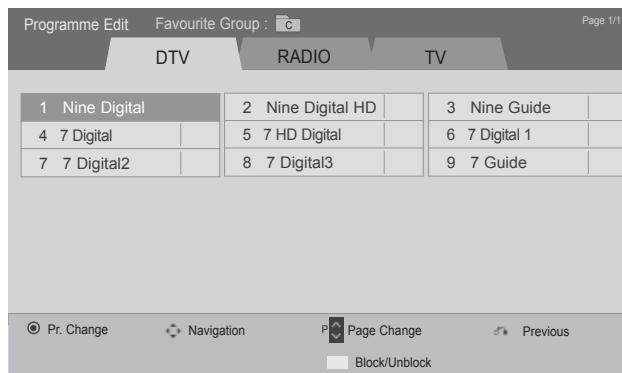 Programme Edit Favourite Group : C Page 1/1
DTV RADIO TV
1 Nine Digital 2 Nine Digital HD 3 Nine Guide
4 7 Digital 5 7 HD Digital 6 7 Digital 1
7 7 Digital2 8 7 Digital3 9 7 Guide
Pr. Change Navigation P Page Change Previous
Block/Unblock